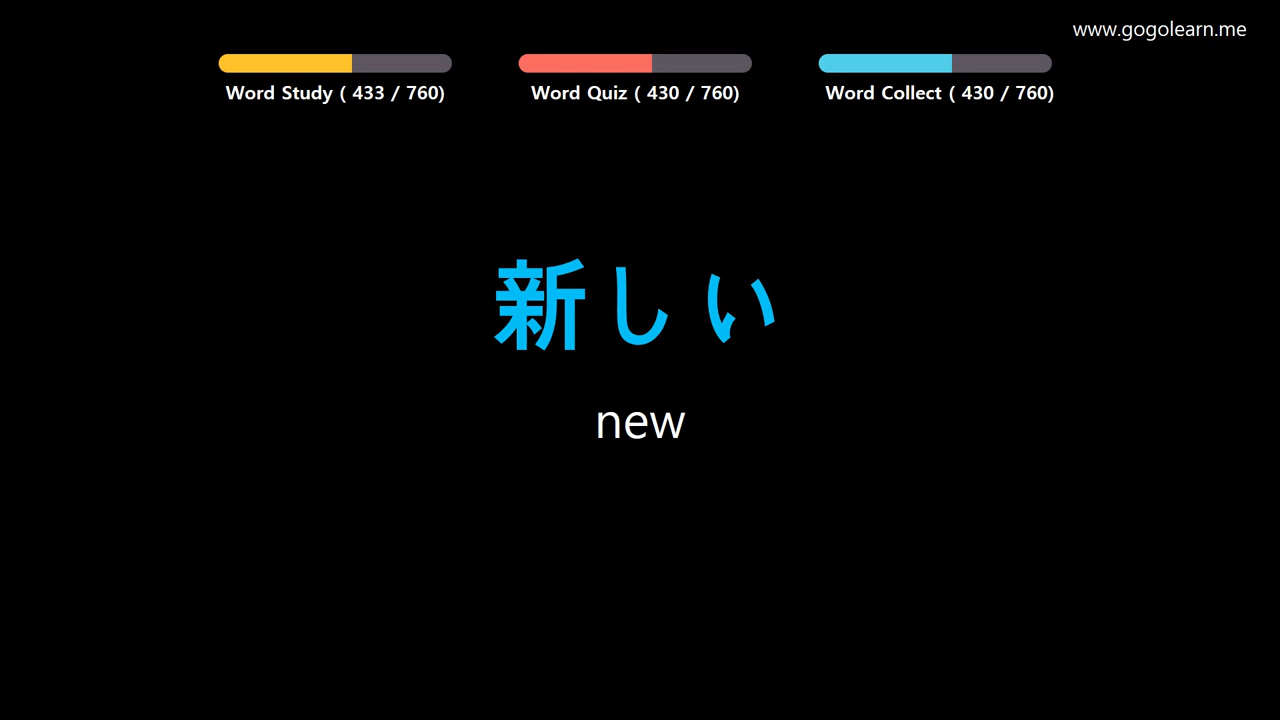 www.gogolearn.me
Word Study ( 433 / 760)
Word Quiz ( 430 / 760)
Word Collect ( 430 / 760)
新しい
new